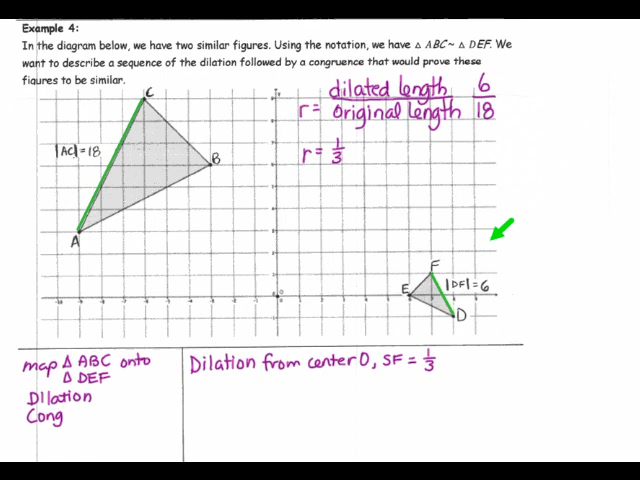 Example 4:
In the diagram below, we have two similar figures. Using the notation, we have △ ABC ~ △ DEF. We
want to describe a sequence of the dilation followed by a congruence that would prove these
figures to be similar.
r = dilated length / original length 6/18
r = 1/3
C
|AC| = 18
B
A
F
E
|DF| = 6
D
O
map △ ABC onto
△ DEF
Dilation
Cong
Dilation from center O, SF = 1/3